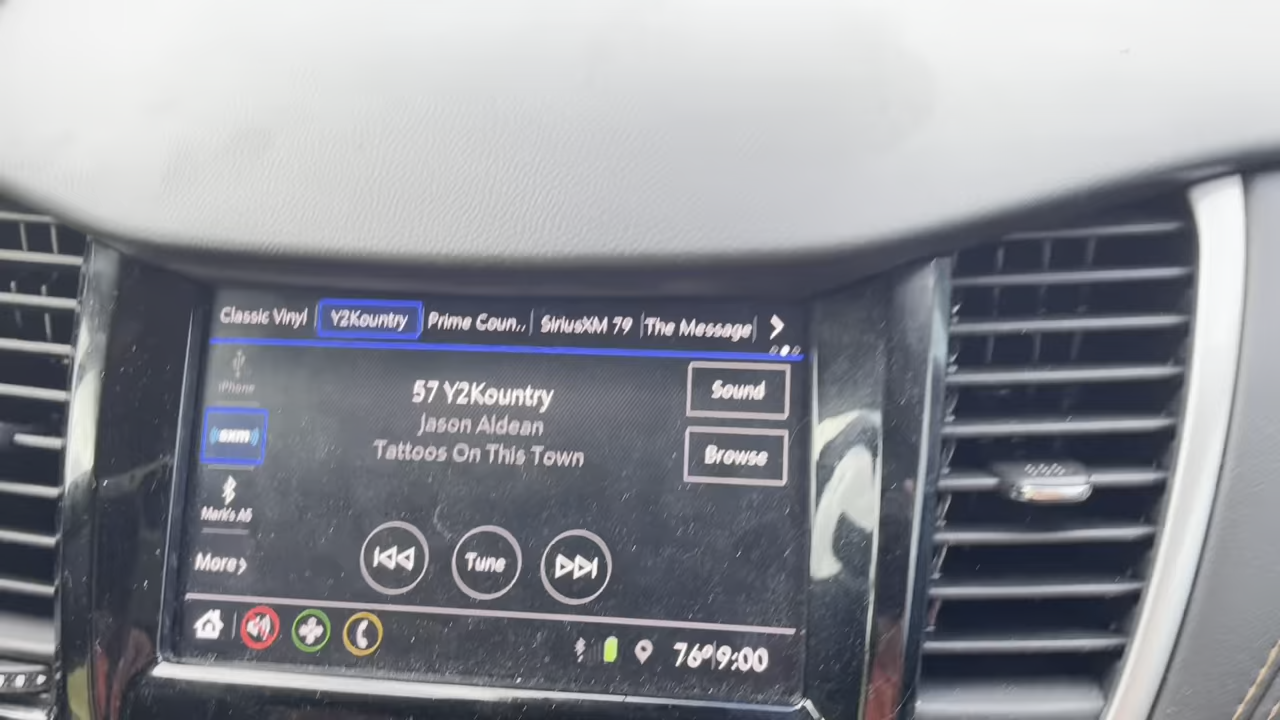 Classic Vinyl Y2Kountry Prime Coun.. SiriusXM 79 The Message
iPhone
57 Y2Kountry
Sound
Jason Aldean
sxm
Tattoos On This Town
Browse
Mark's A6
More
Tune
76° 9:00